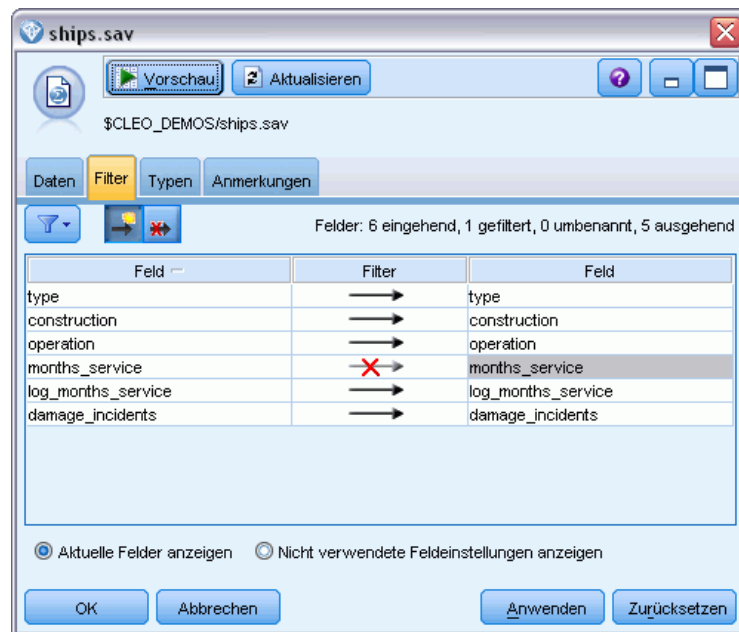 ships.sav
Vorschau Aktualisieren
$CLEO_DEMOS/ships.sav
Daten Filter Typen Anmerkungen
Felder: 6 eingehend, 1 gefiltert, 0 umbenannt, 5 ausgehend
Feld Filter Feld
type type
construction construction
operation operation
months_service months_service
log_months_service log_months_service
damage_incidents damage_incidents
Aktuelle Felder anzeigen Nicht verwendete Feldeinstellungen anzeigen
OK Abbrechen Anwenden Zurücksetzen